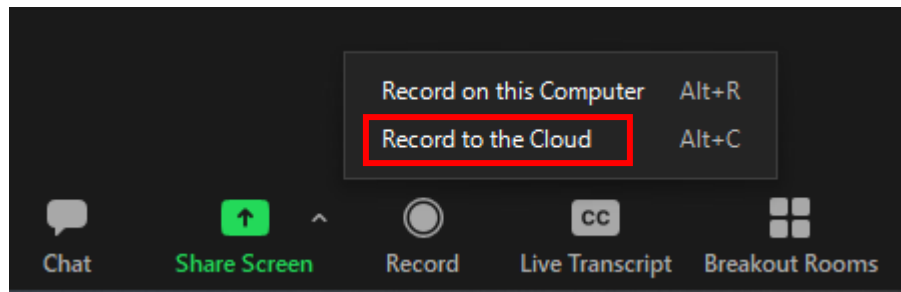 Record on this Computer Alt+R
Record to the Cloud Alt+C
CC
Chat Share Screen Record Live Transcript Breakout Rooms